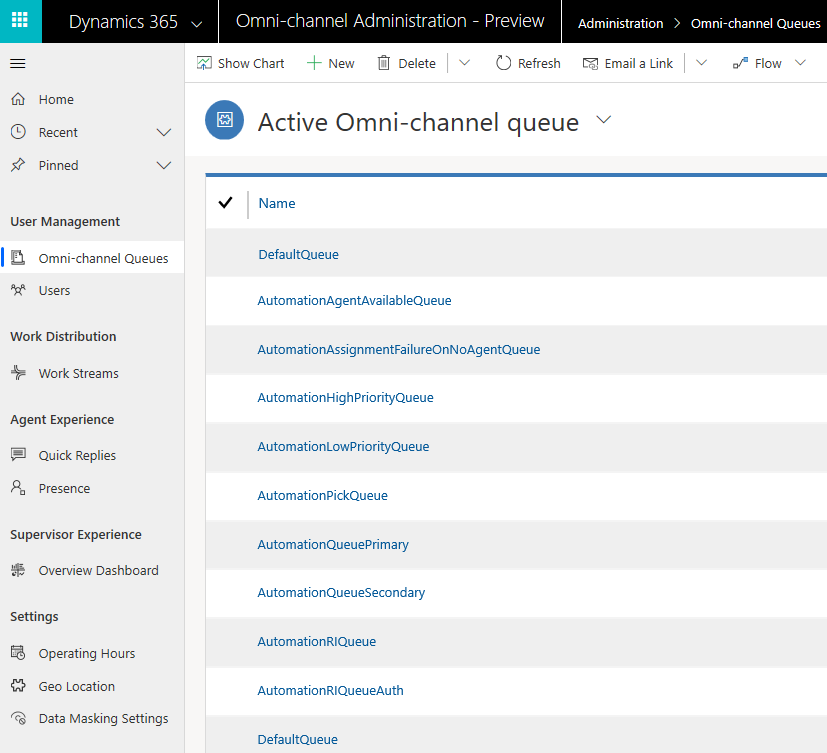 Dynamics 365
Omni-channel Administration - Preview
Administration > Omni-channel Queues
Show Chart
New
Delete
Refresh
Email a Link
Flow
Home
Recent
Pinned
User Management
Omni-channel Queues
Users
Work Distribution
Work Streams
Agent Experience
Quick Replies
Presence
Supervisor Experience
Overview Dashboard
Settings
Operating Hours
Geo Location
Data Masking Settings
Active Omni-channel queue
Name
DefaultQueue
AutomationAgentAvailableQueue
AutomationAssignmentFailureOnNoAgentQueue
AutomationHighPriorityQueue
AutomationLowPriorityQueue
AutomationPickQueue
AutomationQueuePrimary
AutomationQueueSecondary
AutomationRIQueue
AutomationRIQueueAuth
DefaultQueue